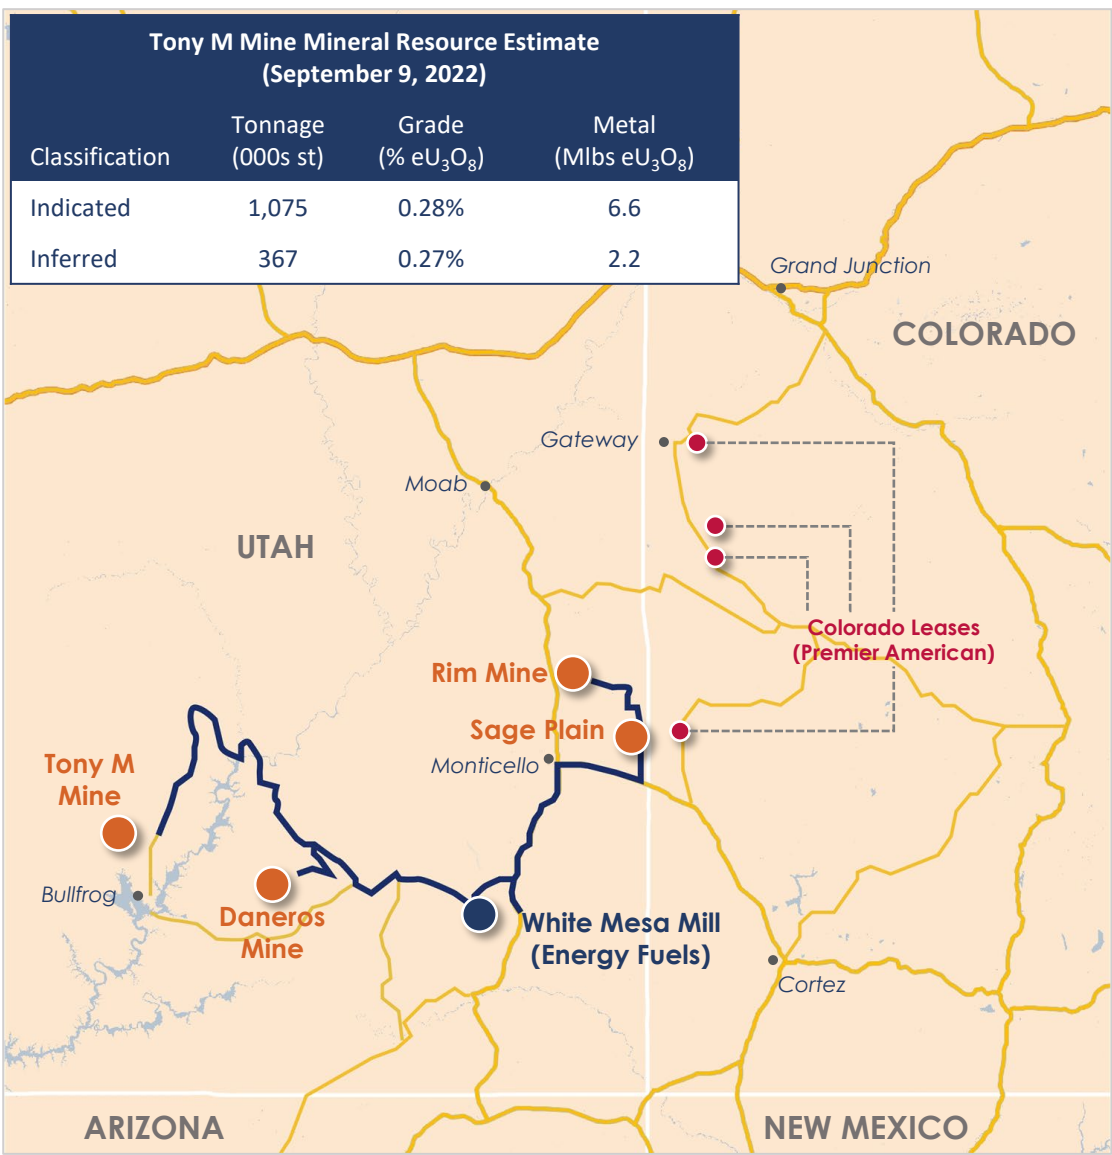 Tony M Mine Mineral Resource Estimate
(September 9, 2022)
Classification Tonnage (000s st) Grade (% eU₃O₈) Metal (Mlbs eU₃O₈)
Indicated 1,075 0.28% 6.6
Inferred 367 0.27% 2.2
Grand Junction
COLORADO
Gateway
Moab
UTAH
Colorado Leases
(Premier American)
Rim Mine
Sage Plain
Monticello
Tony M
Mine
Bullfrog
Daneros
Mine
White Mesa Mill
(Energy Fuels)
Cortez
ARIZONA
NEW MEXICO